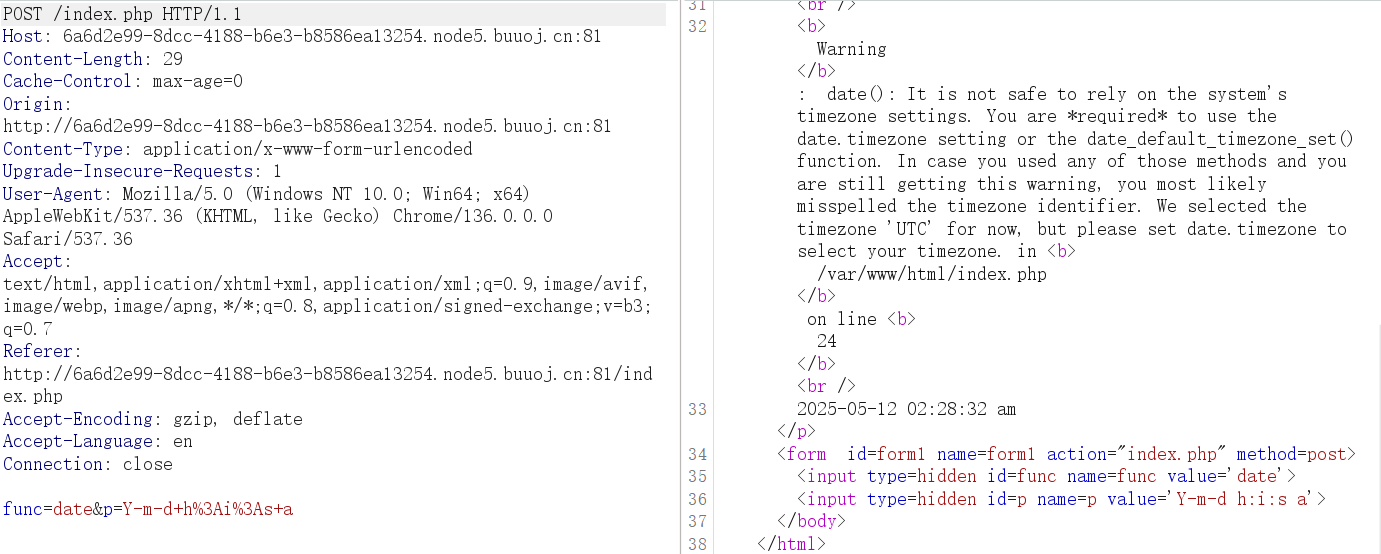 POST /index.php HTTP/1.1
Host: 6a6d2e99-8dcc-4188-b6e3-b8586ea13254.node5.buuoj.cn:81
Content-Length: 29
Cache-Control: max-age=0
Origin:
http://6a6d2e99-8dcc-4188-b6e3-b8586ea13254.node5.buuoj.cn:81
Content-Type: application/x-www-form-urlencoded
Upgrade-Insecure-Requests: 1
User-Agent: Mozilla/5.0 (Windows NT 10.0; Win64; x64)
AppleWebKit/537.36 (KHTML, like Gecko) Chrome/136.0.0.0
Safari/537.36
Accept:
text/html,application/xhtml+xml,application/xml;q=0.9,image/avif,
image/webp,image/apng,*/*;q=0.8,application/signed-exchange;v=b3;
q=0.7
Referer:
http://6a6d2e99-8dcc-4188-b6e3-b8586ea13254.node5.buuoj.cn:81/ind
ex.php
Accept-Encoding: gzip, deflate
Accept-Language: en
Connection: close
func=date&p=Y-m-d+h%3Ai%3As+a
31 <br />
32 <b>
Warning
</b>
: date(): It is not safe to rely on the system's
timezone settings. You are *required* to use the
date.timezone setting or the date_default_timezone_set()
function. In case you used any of those methods and you
are still getting this warning, you most likely
misspelled the timezone identifier. We selected the
timezone 'UTC' for now, but please set date.timezone to
select your timezone. in <b>
/var/www/html/index.php
</b>
on line <b>
24
</b>
<br />
33 2025-05-12 02:28:32 am
</p>
34 <form  id=form1 name=form1 action="index.php" method=post>
35 <input type=hidden id=func name=func value='date'>
36 <input type=hidden id=p name=p value='Y-m-d h:i:s a'>
37 </body>
38 </html>